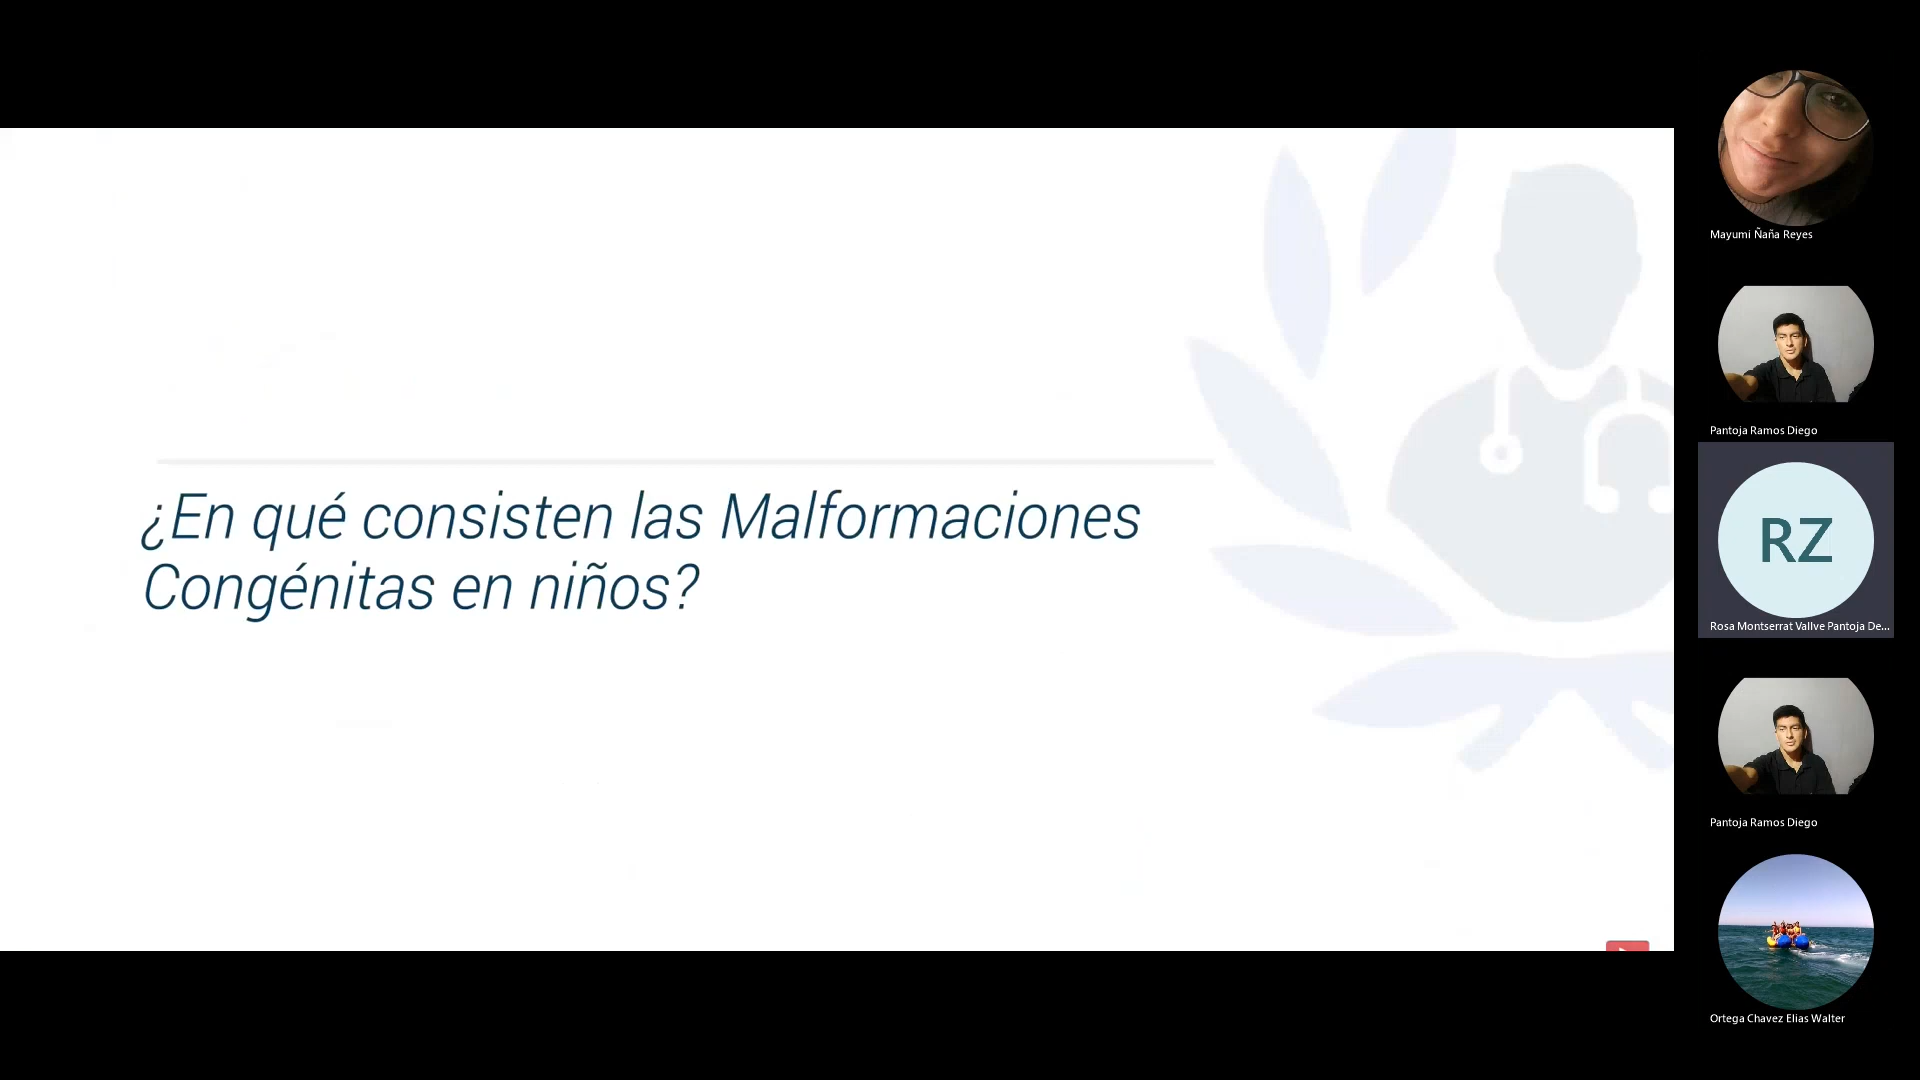 ¿En qué consisten las Malformaciones
Congénitas en niños?
Mayumi Ñaña Reyes
Pantoja Ramos Diego
RZ
Rosa Montserrat Vallve Pantoja De...
Pantoja Ramos Diego
Ortega Chavez Elias Walter